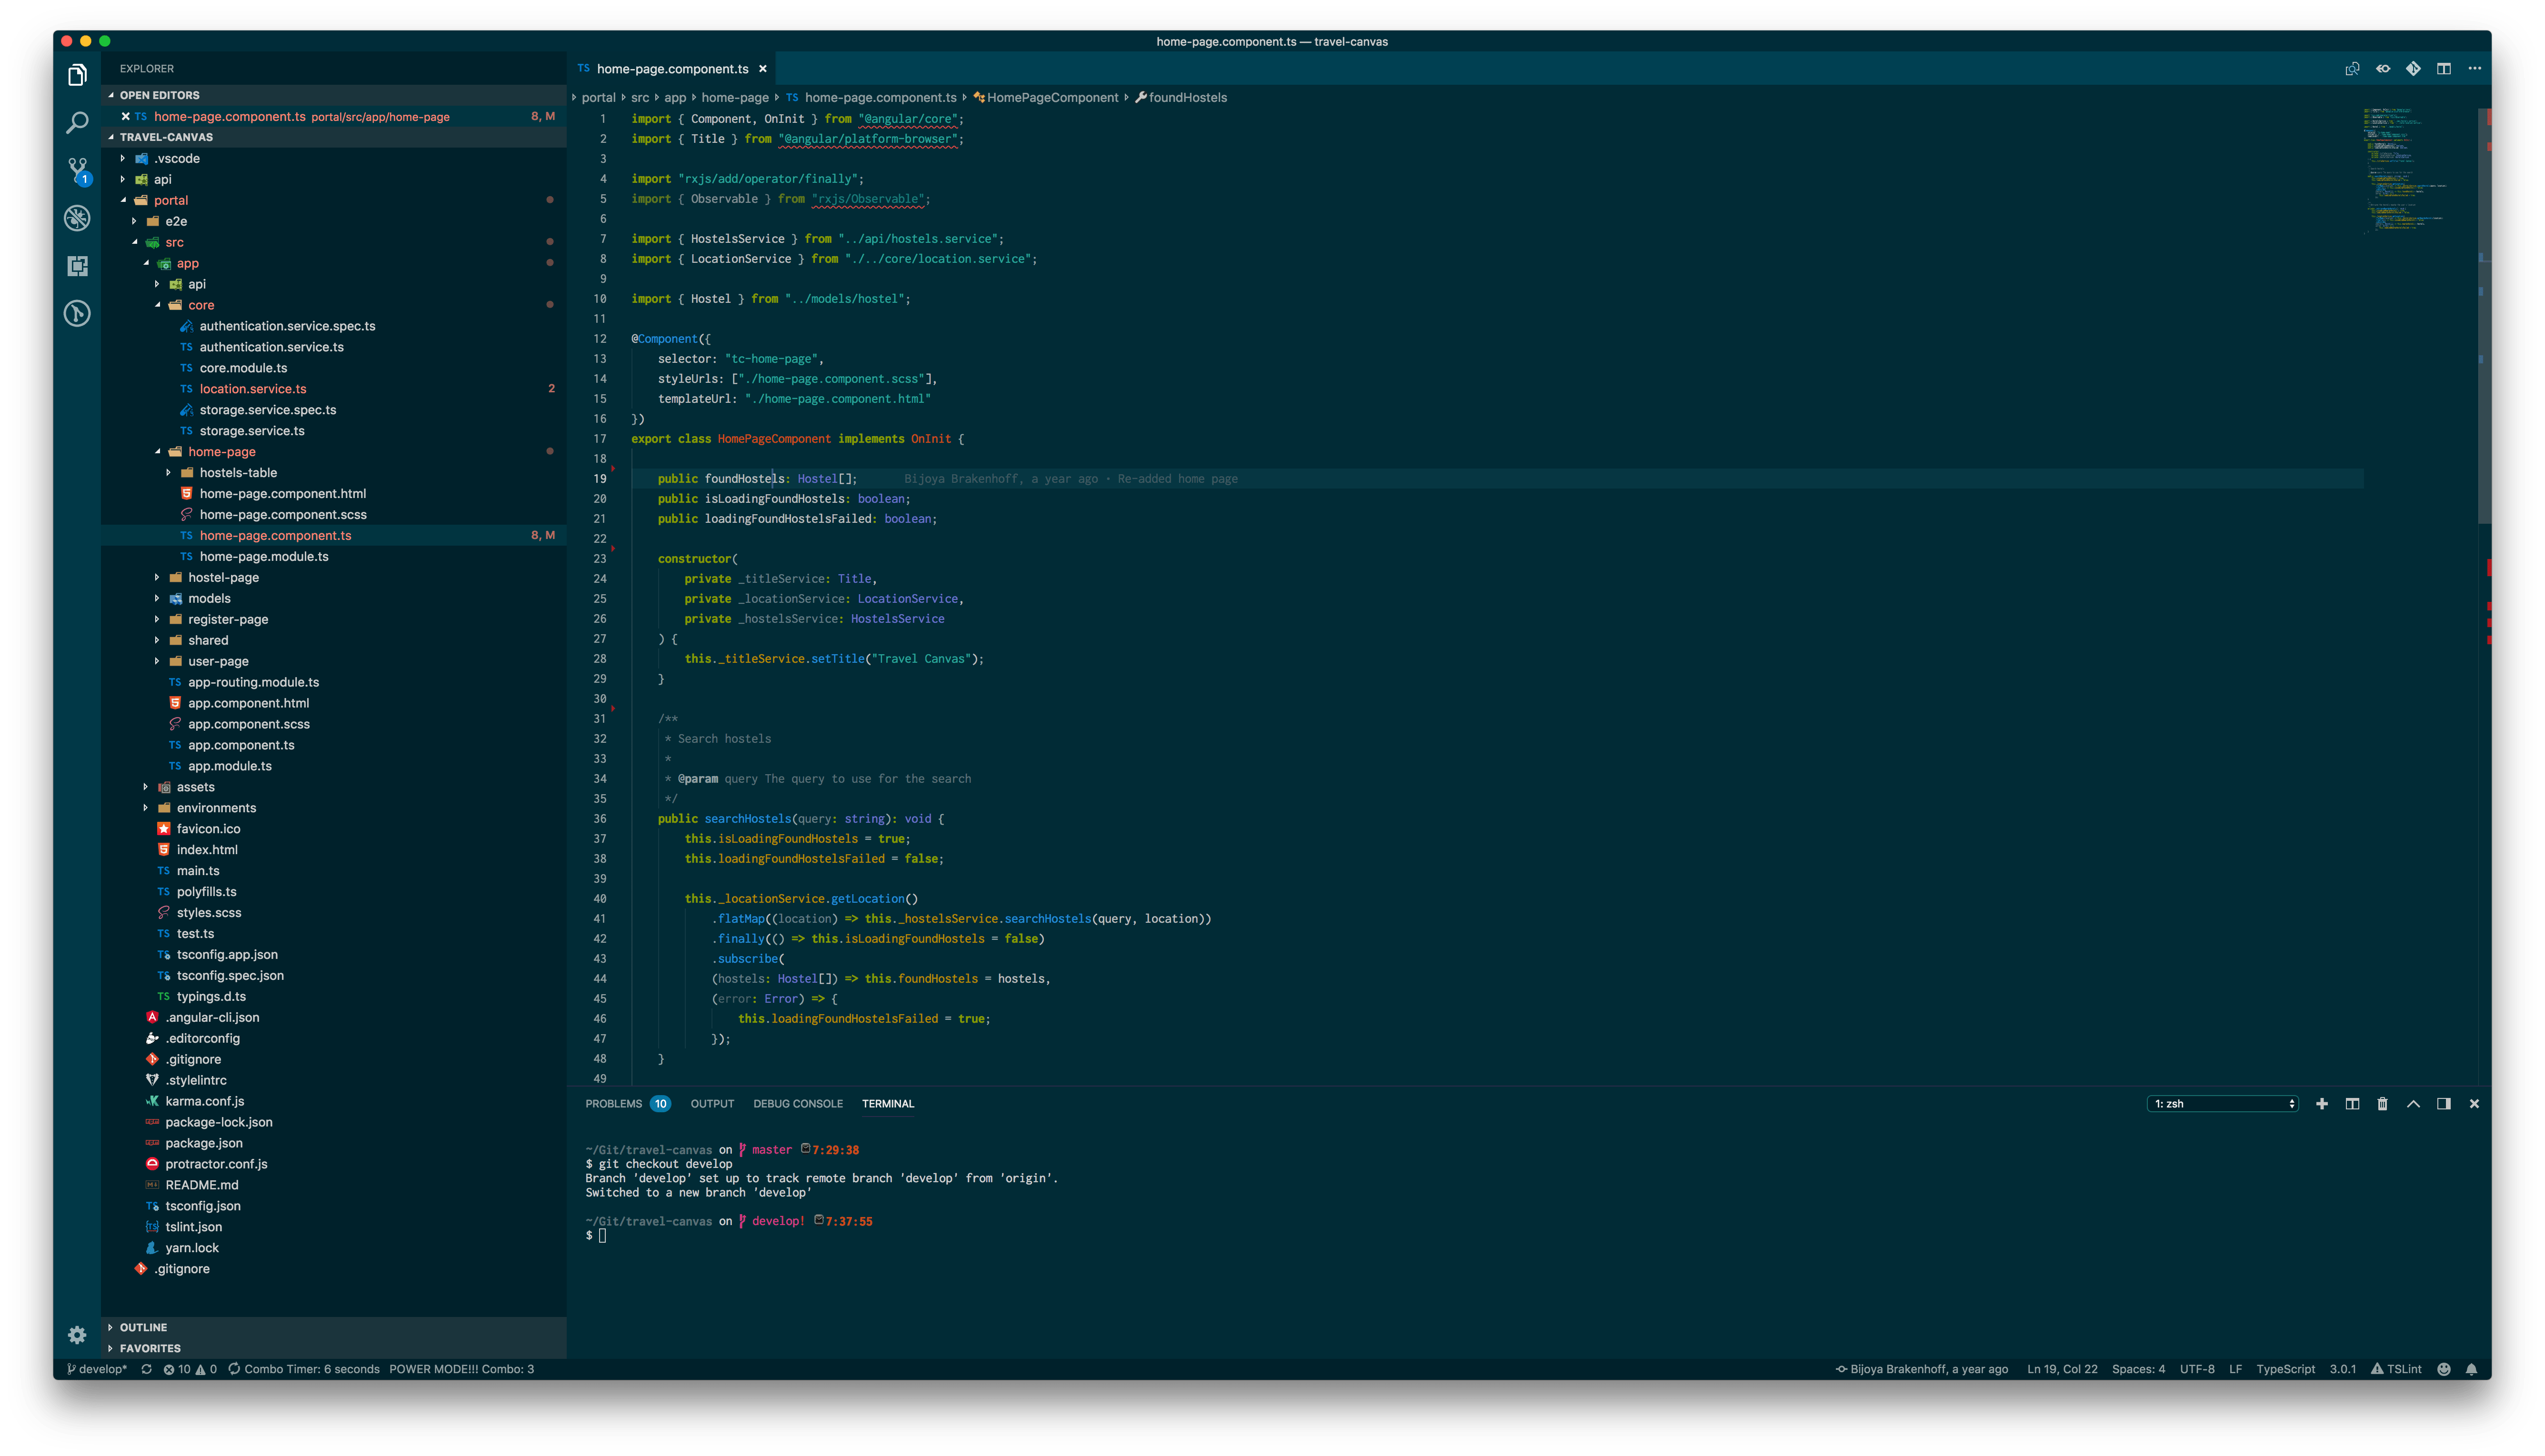 home-page.component.ts — travel-canvas
EXPLORER
OPEN EDITORS
TS home-page.component.ts portal/src/app/home-page 8, M
TRAVEL-CANVAS
.vscode
api
portal
e2e
src
app
api
core
authentication.service.spec.ts
TS authentication.service.ts
TS core.module.ts
TS location.service.ts 2
storage.service.spec.ts
TS storage.service.ts
home-page
hostels-table
home-page.component.html
home-page.component.scss
TS home-page.component.ts 8, M
TS home-page.module.ts
hostel-page
models
register-page
shared
user-page
TS app-routing.module.ts
app.component.html
app.component.scss
TS app.component.ts
TS app.module.ts
assets
environments
favicon.ico
index.html
TS main.ts
TS polyfills.ts
styles.scss
TS test.ts
tsconfig.app.json
tsconfig.spec.json
TS typings.d.ts
.angular-cli.json
.editorconfig
.gitignore
.stylelintrc
karma.conf.js
package-lock.json
package.json
protractor.conf.js
README.md
tsconfig.json
tslint.json
yarn.lock
.gitignore
OUTLINE
FAVORITES
1
TS home-page.component.ts
portal src app home-page TS home-page.component.ts HomePageComponent foundHostels
1 import { Component, OnInit } from "@angular/core";
2 import { Title } from "@angular/platform-browser";
3
4 import "rxjs/add/operator/finally";
5 import { Observable } from "rxjs/Observable";
6
7 import { HostelsService } from "../api/hostels.service";
8 import { LocationService } from "./../core/location.service";
9
10 import { Hostel } from "../models/hostel";
11
12 @Component({
13 selector: "tc-home-page",
14 styleUrls: ["./home-page.component.scss"],
15 templateUrl: "./home-page.component.html"
16 })
17 export class HomePageComponent implements OnInit {
18
19 public foundHostels: Hostel[]; Bijoya Brakenhoff, a year ago • Re-added home page
20 public isLoadingFoundHostels: boolean;
21 public loadingFoundHostelsFailed: boolean;
22
23 constructor(
24 private _titleService: Title,
25 private _locationService: LocationService,
26 private _hostelsService: HostelsService
27 ) {
28 this._titleService.setTitle("Travel Canvas");
29 }
30
31 /**
32 * Search hostels
33 *
34 * @param query The query to use for the search
35 */
36 public searchHostels(query: string): void {
37 this.isLoadingFoundHostels = true;
38 this.loadingFoundHostelsFailed = false;
39
40 this._locationService.getLocation()
41 .flatMap((location) => this._hostelsService.searchHostels(query, location))
42 .finally(() => this.isLoadingFoundHostels = false)
43 .subscribe(
44 (hostels: Hostel[]) => this.foundHostels = hostels,
45 (error: Error) => {
46 this.loadingFoundHostelsFailed = true;
47 });
48 }
49
PROBLEMS 10 OUTPUT DEBUG CONSOLE TERMINAL 1: zsh
~/Git/travel-canvas on master 7:29:38
$ git checkout develop
Branch 'develop' set up to track remote branch 'develop' from 'origin'.
Switched to a new branch 'develop'
~/Git/travel-canvas on develop! 7:37:55
$
develop* 10 0 Combo Timer: 6 seconds POWER MODE!!! Combo: 3 Bijoya Brakenhoff, a year ago Ln 19, Col 22 Spaces: 4 UTF-8 LF TypeScript 3.0.1 TSLint